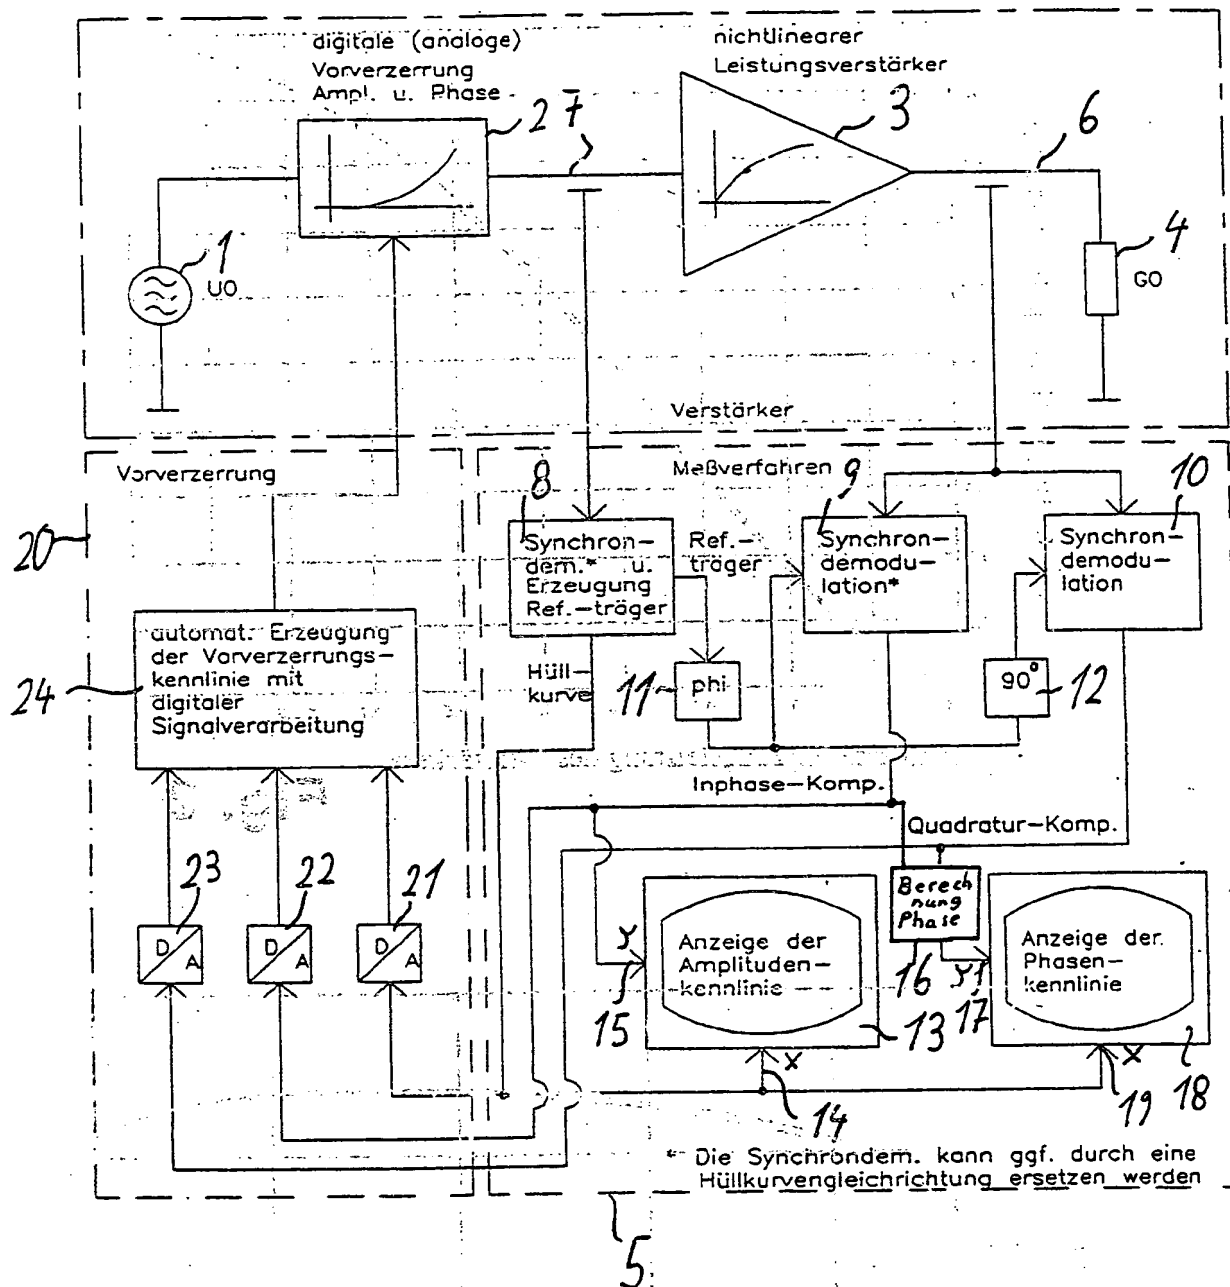 digitale (analoge)
Vorverzerrung
Ampl. u. Phase
nichtlinearer
Leistungsverstärker
2
7
3
6
1
U0
4
G0
Verstärker
Vorverzerrung
Meßverfahren
20
8
9
10
Synchron-
dem.* u.
Erzeugung
Ref.-träger
Ref.-
träger
Synchron-
demodu-
lation*
Synchron-
demodu-
lation
automat. Erzeugung
der Vorverzerrungs-
kennlinie mit
digitaler
Signalverarbeitung
24
Hüll-
kurve
11
phi
90°
12
Inphase-Komp.
Quadratur-Komp.
23
22
21
D
A
D
A
D
A
Berech
nung
Phase
Y
Anzeige der
Amplituden-
kennlinie
Anzeige der
Phasen-
kennlinie
15
16
17
13
X
X
14
19
18
* Die Synchrondem. kann ggf. durch eine
Hüllkurvengleichrichtung ersetzen werden
5